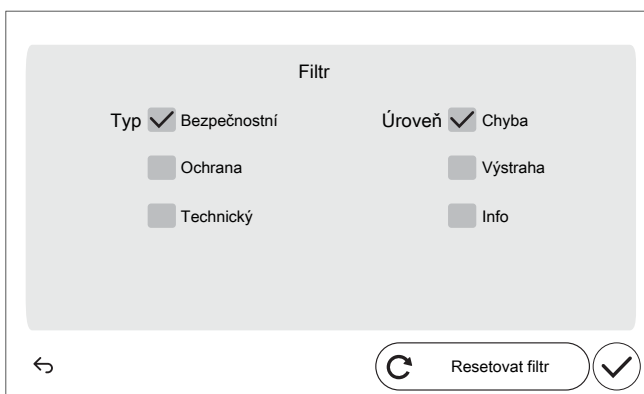 Filtr
Typ Bezpečnostní Úroveň Chyba
Ochrana Výstraha
Technický Info
Resetovat filtr